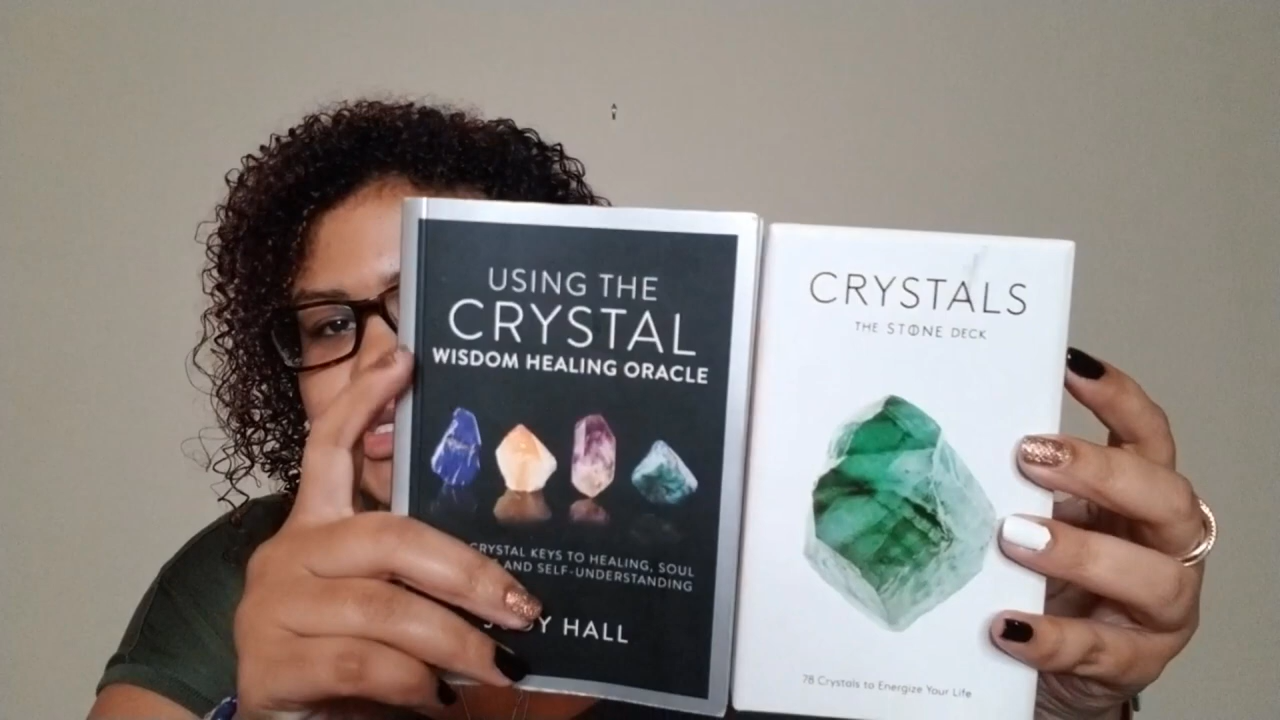 USING THE
CRYSTAL
WISDOM HEALING ORACLE
CRYSTAL KEYS TO HEALING, SOUL
AND SELF-UNDERSTANDING
HALL
CRYSTALS
THE STONE DECK
78 Crystals to Energize Your Life